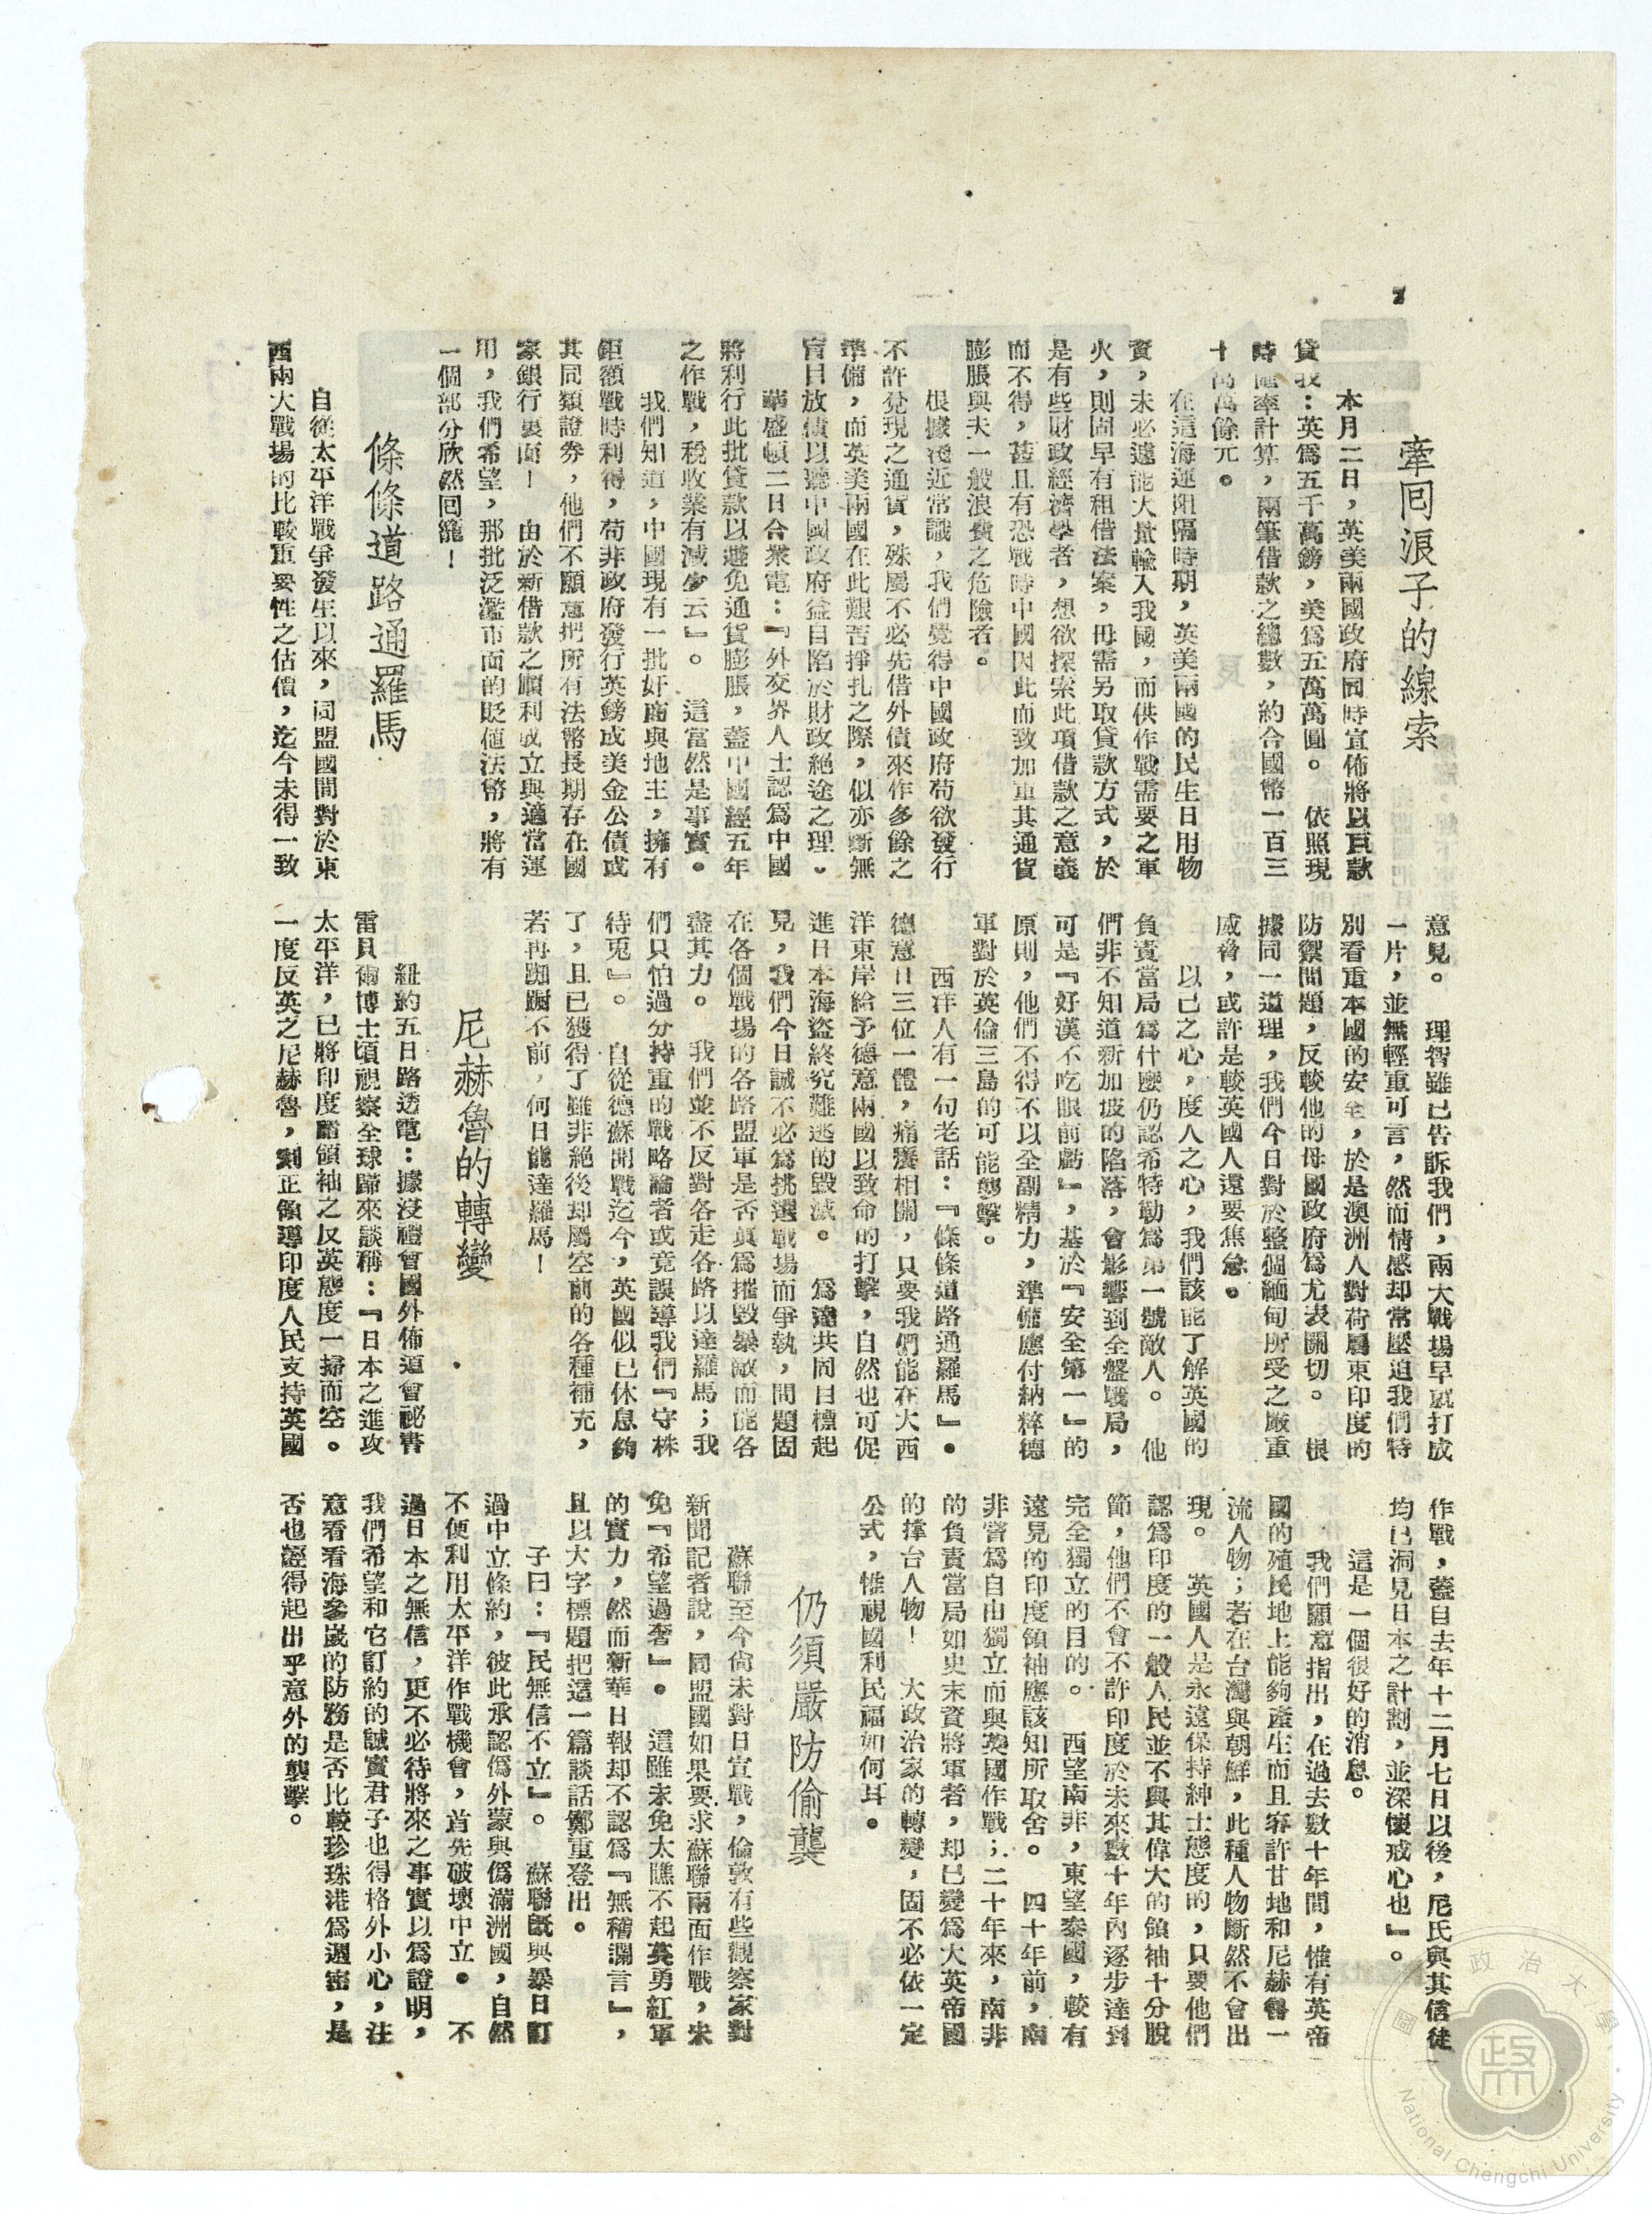 2
牽回浪子的線索
本月二日，英美兩國政府同時宣佈將以巨款
貸我：英爲五千萬鎊，美爲五萬萬圓。　依照現
時滙率計算，兩筆借款之總數，約合國幣一百三
十萬萬餘元。
在這海運阻隔時期，英美兩國的民生日用物
資，未必遽能大量輸入我國，而供作戰需要之軍
火，則固早有租借法案，毋需另取貸款方式，於
是有些財政經濟學者，想欲探索此項借款之意義
而不得，甚且有恐戰時中國因此而致加重其通貨
膨脹與夫一般浪費之危險者。
根據淺近常識，我們覺得中國政府苟欲發行
不許兌現之通貨，殊屬不必先借外債來作多餘之
準備，而英美兩國在此艱苦掙扎之際，似亦斷無
盲目放債以聽中國政府益自陷於財政絕途之理。
華盛頓二日合衆電：『外交界人士認爲中國
將利行此批貸款以避免通貨膨脹，蓋中國經五年
之作戰，稅收業有減少云』。　這當然是事實。
我們知道，中國現有一批奸商與地主，擁有
鉅額戰時利得，苟非政府發行英鎊或美金公債或
其同類證劵，他們不願意把所有法幣長期存在國
家銀行裏面！　由於新借款之順利成立與適當運
用，我們希望，那批泛濫市面的貶値法幣，將有
一個部分欣然回籠！
條條道路通羅馬
自從太平洋戰爭發生以來，同盟國間對於東
西兩大戰場的比較重要性之估價，迄今未得一致
意見。　理智雖已告訴我們，兩大戰場早就打成
一片，並無輕重可言，然而情感却常壓迫我們特
別看重本國的安全，於是澳洲人對荷屬東印度的
防禦問題，反較他的母國政府爲尤表關切。　根
據同一道理，我們今日對於整個緬甸所受之嚴重
威脅，或許是較英國人還要焦急。
以己之心，度人之心，我們該能了解英國的
負責當局爲什麼仍認希特勒爲第一號敵人。　他
們非不知道新加坡的陷落，會影響到全盤戰局，
可是『好漢不吃眼前虧』，基於『安全第一』的
原則，他們不得不以全副精力，準備應付納粹德
軍對於英倫三島的可能襲擊。
西洋人有一句老話：『條條道路通羅馬』。
德意日三位一體，痛癢相關，只要我們能在大西
洋東岸給予德意兩國以致命的打擊，自然也可促
進日本海盜終究難逃的毀滅。　爲達共同目標起
見，我們今日誠不必爲挑選戰場而爭執，問題固
在各個戰場的各路盟軍是否真爲摧毀暴敵而能各
盡其力。　我們並不反對各走各路以達羅馬；我
們只怕過分持重的戰略論者或竟誤導我們『守株
待兎』。　自從德蘇開戰迄今，英國似已休息夠
了，且已獲得了雖非絕後却屬空前的各種補充，
若再踟躕不前，何日能達羅馬！
尼赫魯的轉變
紐約五日路透電：據浸禮會國外佈道會祕書
雷貝爾博士頃視察全球歸來談稱：『日本之進攻
太平洋，已將印度諸領袖之反英態度一掃而空。
一度反英之尼赫魯，刻正領導印度人民支持英國
作戰，蓋自去年十二月七日以後，尼氏與其信徒
均已洞見日本之計劃，並深懷戒心也』。
這是一個很好的消息。
我們願意指出，在過去數十年間，惟有英帝
國的殖民地上能夠產生而且容許甘地和尼赫魯一
流人物；若在台灣與朝鮮，此種人物斷然不會出
現。　英國人是永遠保持紳士態度的，只要他們
認爲印度的一般人民並不與其偉大的領袖十分脫
節，他們不會不許印度於未來數十年內逐步達到
完全獨立的目的。　西望南非，東望泰國，較有
遠見的印度領袖應該知所取舍。　四十年前，南
非嘗爲自由獨立而與英國作戰；二十年來，南非
的負責當局如史末資將軍者，却已變爲大英帝國
的撑台人物！　大政治家的轉變，固不必依一定
公式，惟視國利民福如何耳。
仍須嚴防偷襲
蘇聯至今尙未對日宣戰，倫敦有些觀察家對
新聞記者說，同盟國如果要求蘇聯兩面作戰，未
免『希望過奢』。　這雖未免太瞧不起英勇紅軍
的實力，然而新華日報却不認爲『無稽讕言』，
且以大字標題把這一篇談話鄭重登出。
子曰：『民無信不立』。　蘇聯旣與暴日訂
過中立條約，彼此承認僞外蒙與僞滿洲國，自然
不便利用太平洋作戰機會，首先破壞中立。　不
過日本之無信，更不必待將來之事實以爲證明，
我們希望和它訂約的誠實君子也得格外小心，注
意看看海參崴的防務是否比較珍珠港爲週密，是
否也經得起出乎意外的襲擊。
國立政治大學
National Chengchi University